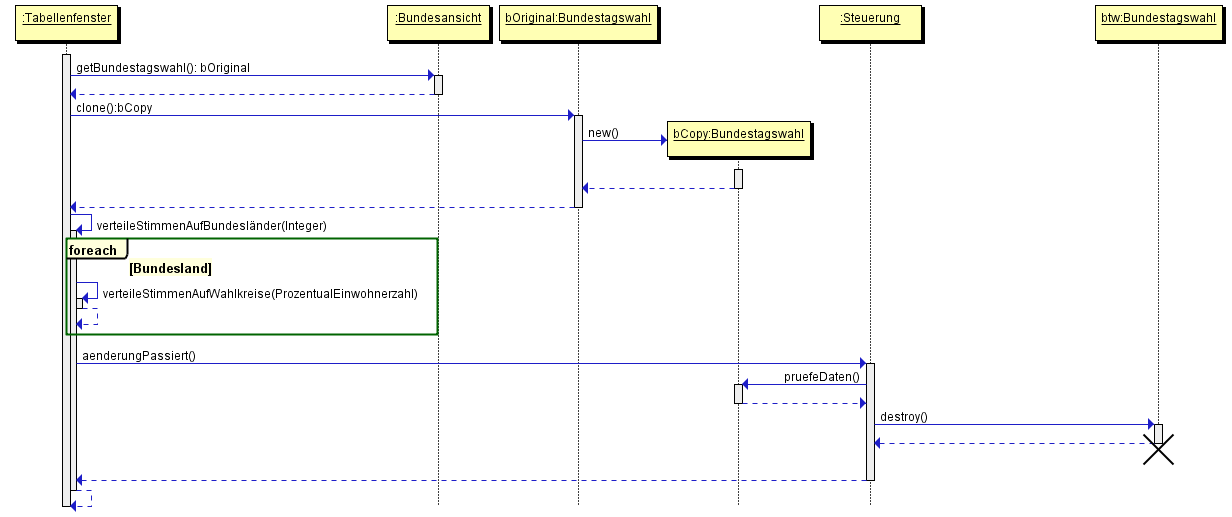 :Tabellenfenster
:Bundesansicht
bOriginal:Bundestagswahl
:Steuerung
btw:Bundestagswahl
getBundestagswahl(): bOriginal
clone():bCopy
new()
bCopy:Bundestagswahl
verteileStimmenAufBundesländer(Integer)
foreach
[Bundesland]
verteileStimmenAufWahlkreise(ProzentualEinwohnerzahl)
aenderungPassiert()
pruefeDaten()
destroy()